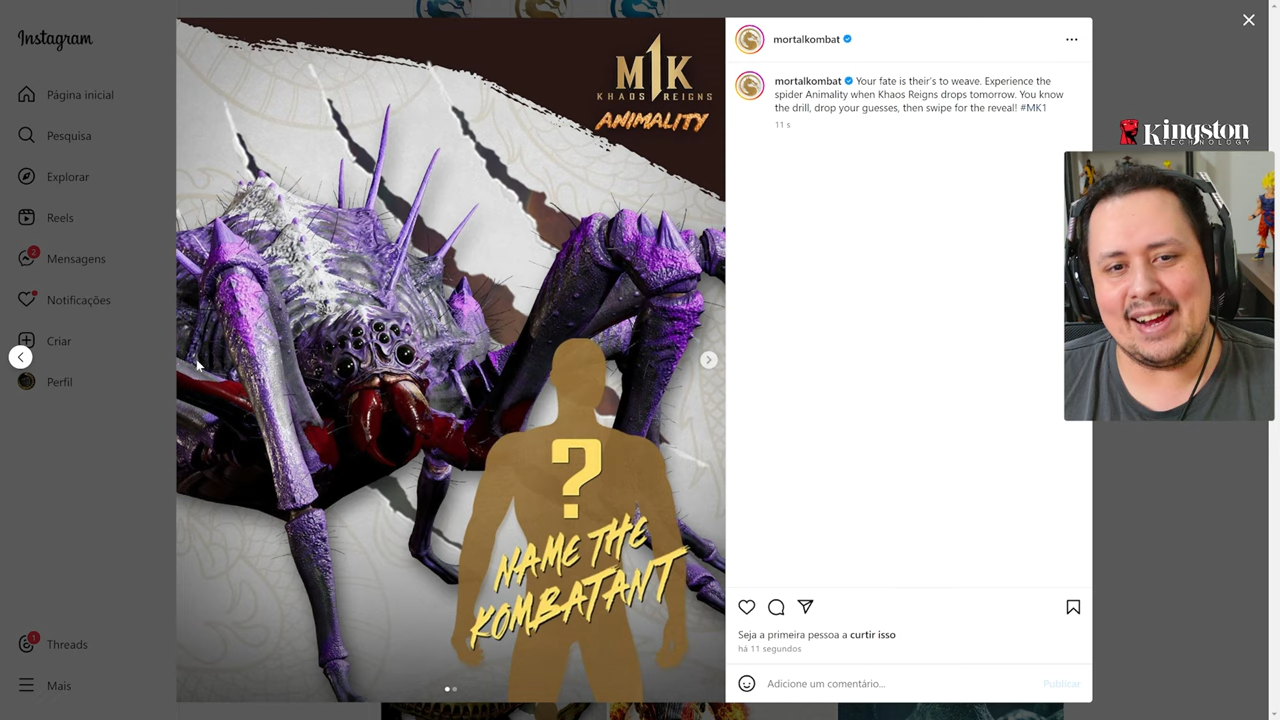 Instagram
Página inicial
Pesquisa
Explorar
Reels
2
Mensagens
Notificações
Criar
Perfil
1
Threads
Mais
M1K
KHAOS REIGNS
ANIMALITY
?
NAME THE
KOMBATANT
mortalkombat
mortalkombat Your fate is their's to weave. Experience the
spider Animality when Khaos Reigns drops tomorrow. You know
the drill, drop your guesses, then swipe for the reveal! #MK1
11 s
Seja a primeira pessoa a curtir isso
há 11 segundos
Adicione um comentário...
Publicar
Kingston
TECHNOLOGY